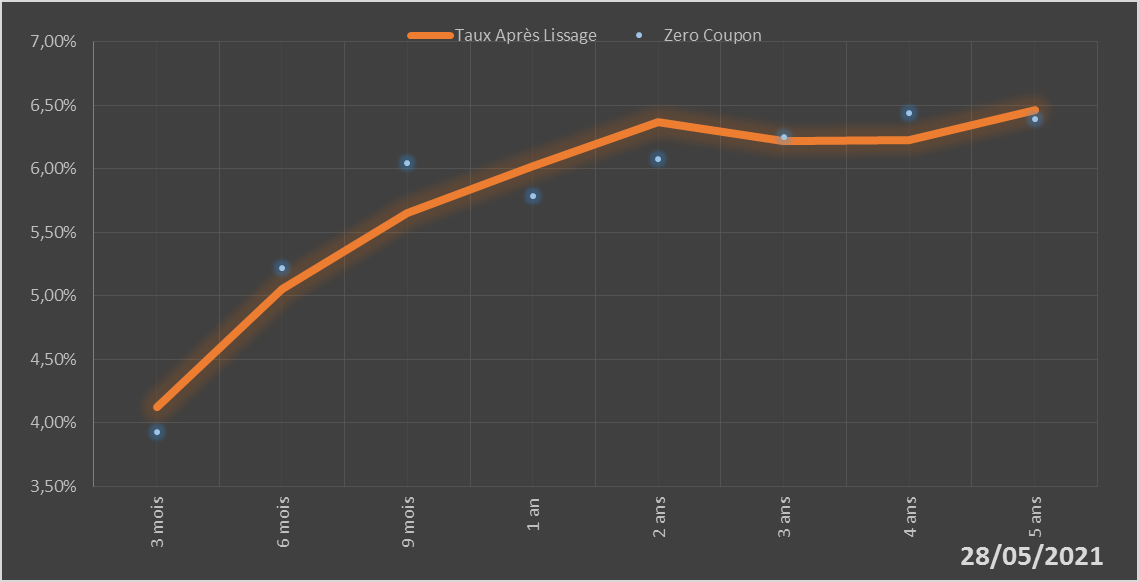 Taux Après Lissage Zero Coupon
7,00%
6,50%
6,00%
5,50%
5,00%
4,50%
4,00%
3,50%
3 mois
6 mois
9 mois
1 an
2 ans
3 ans
4 ans
5 ans
28/05/2021